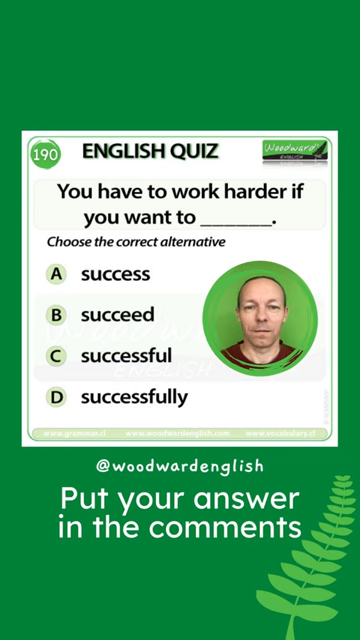 190
ENGLISH QUIZ
Woodward
ENGLISH
You have to work harder if
you want to ______.
Choose the correct alternative
A success
B succeed
C successful
D successfully
www.grammar.cl www.woodwardenglish.com www.vocabulary.cl
@woodwardenglish
Put your answer
in the comments